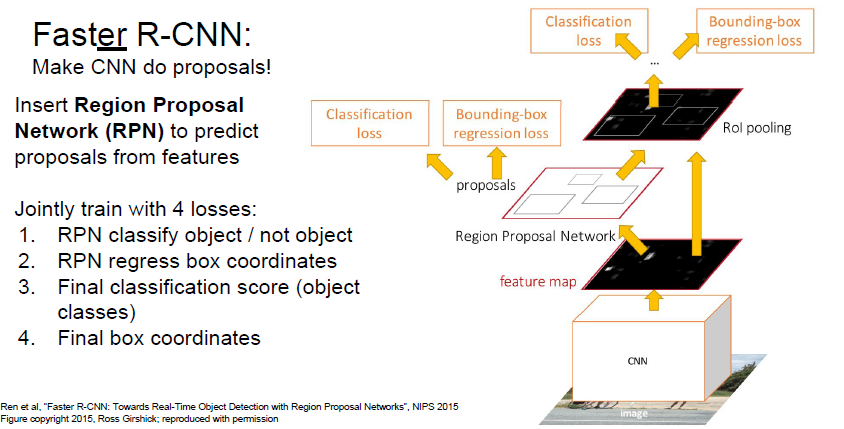 Faster R-CNN:
Make CNN do proposals!
Insert Region Proposal
Network (RPN) to predict
proposals from features
Jointly train with 4 losses:
1. RPN classify object / not object
2. RPN regress box coordinates
3. Final classification score (object
classes)
4. Final box coordinates
Classification
loss
Bounding-box
regression loss
...
RoI pooling
Classification
loss
Bounding-box
regression loss
proposals
Region Proposal Network
feature map
CNN
image
Ren et al, "Faster R-CNN: Towards Real-Time Object Detection with Region Proposal Networks", NIPS 2015
Figure copyright 2015, Ross Girshick; reproduced with permission